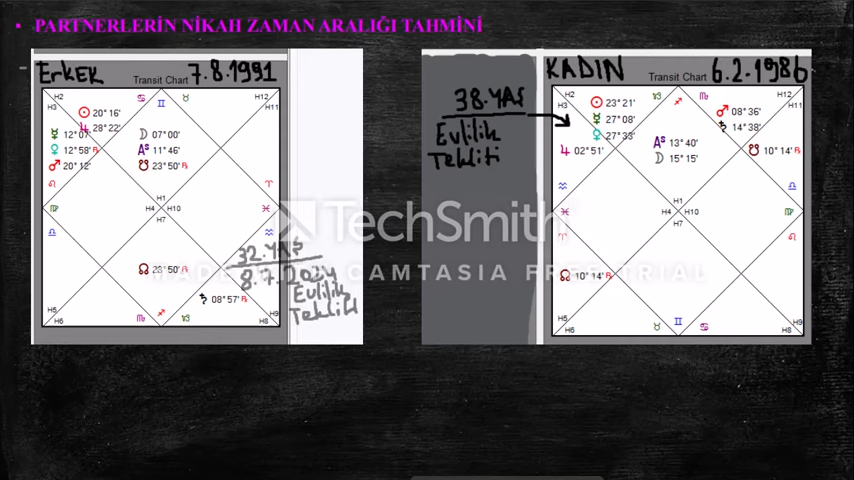 • PARTNERLERİN NİKAH ZAMAN ARALIĞI TAHMİNİ
ERKEK Transit Chart 7.8.1991
H2 H12
H3 H11
20° 16'
28° 22'
12° 07'
12° 58' R
20° 12'
07° 00'
As 11° 46'
23° 50' R
H1
H4 H10
H7
23° 50' R
08° 57' R
H5 H9
H6 H8
32. YAŞ
8.7.2024
Evlilik
Teklifi
KADIN Transit Chart 6.2.1986
38. YAŞ
Evlilik
Teklifi
H2 H12
H3 H11
23° 21'
27° 08'
27° 33'
02° 51'
As 13° 40'
15° 15'
08° 36'
14° 38'
10° 14' R
H1
H4 H10
H7
10° 14' R
H5 H9
H6 H8
TechSmith
MADE WITH CAMTASIA FREE TRIAL